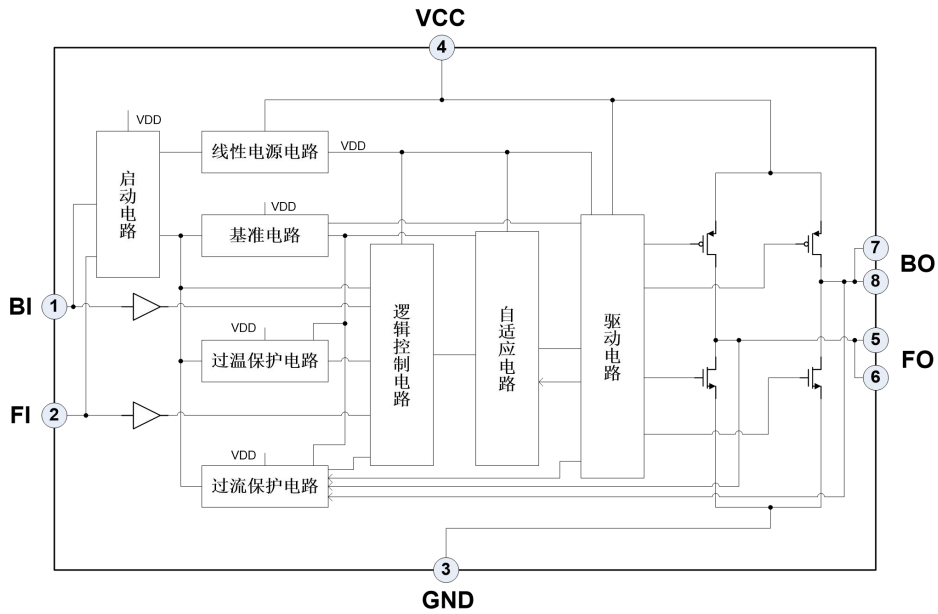 VCC
4
VDD
线性电源电路
VDD
启动电路
VDD
基准电路
7
BO
8
BI
1
逻辑控制电路
自适应电路
驱动电路
VDD
过温保护电路
5
FO
6
FI
2
VDD
过流保护电路
3
GND